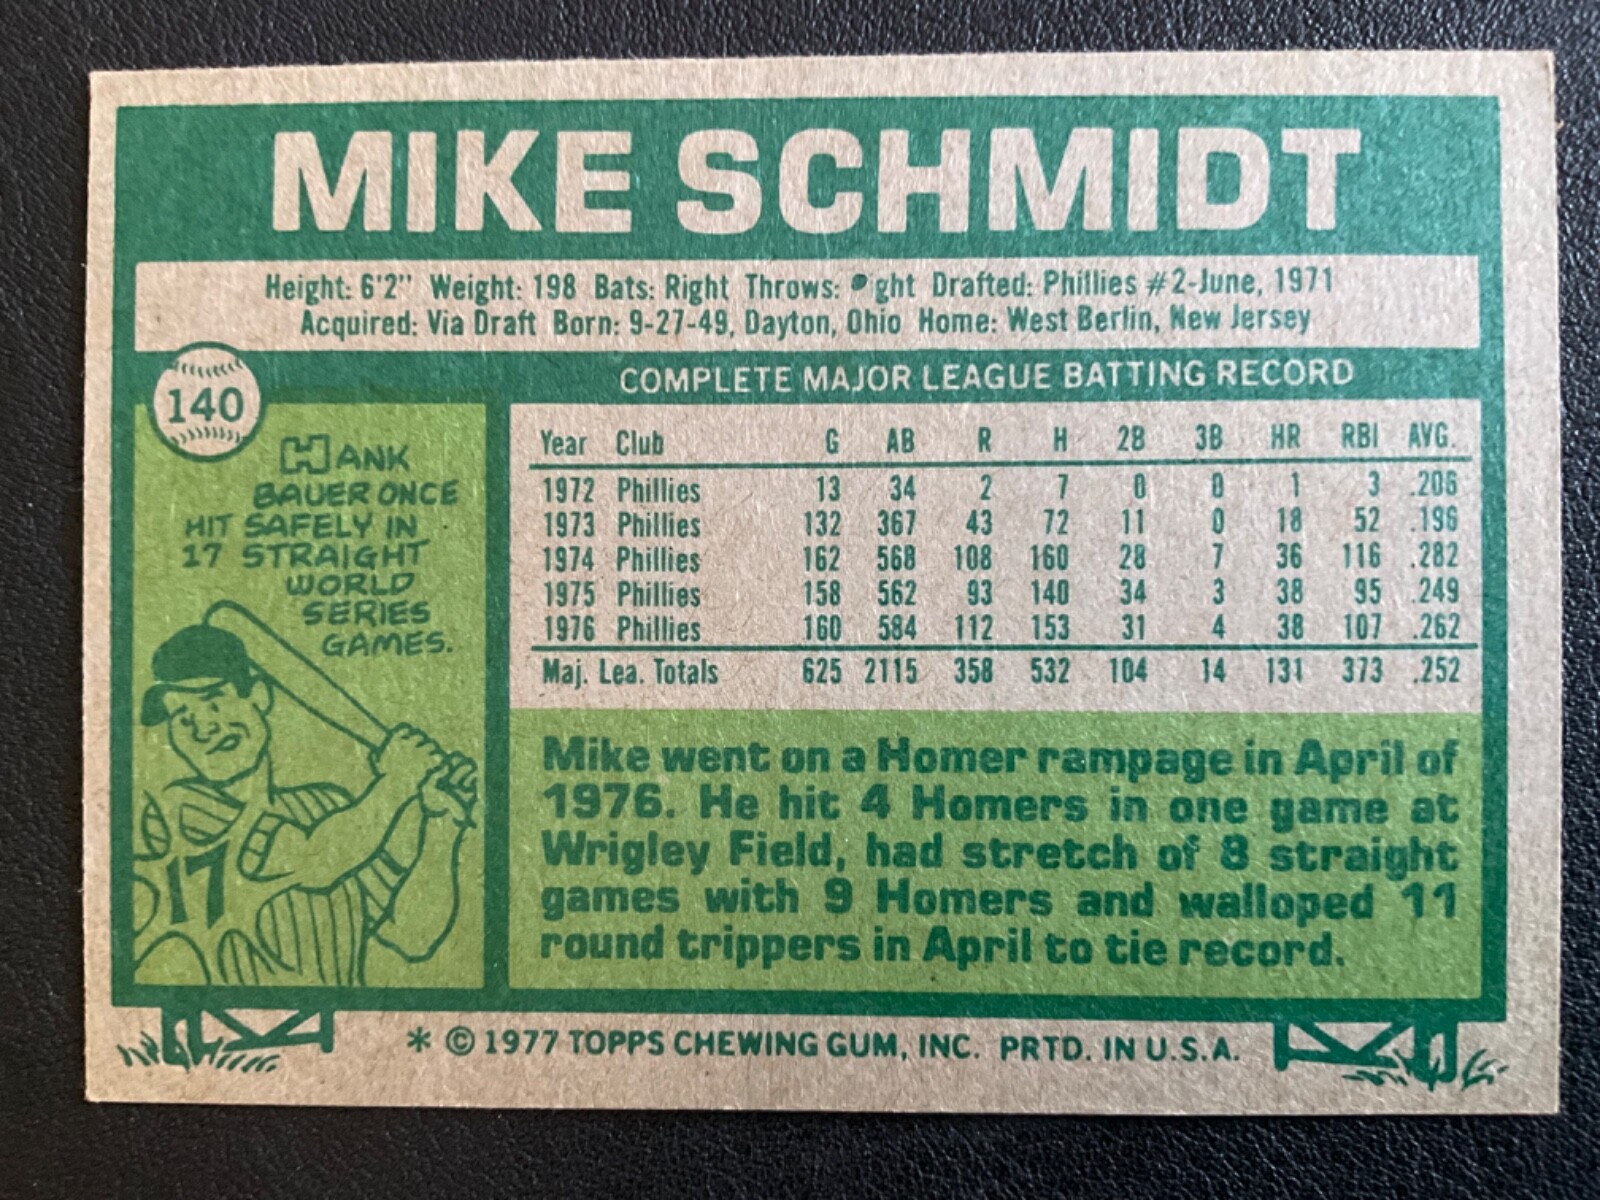 MIKE SCHMIDT
Height: 6'2" Weight: 198 Bats: Right Throws: ght Drafted: Phillies #2-June, 1971
Acquired: Via Draft Born: 9-27-49, Dayton, Ohio Home: West Berlin, New Jersey
140
HANK
BAUER ONCE
HIT SAFELY IN
17 STRAIGHT
WORLD
SERIES
GAMES.
17
COMPLETE MAJOR LEAGUE BATTING RECORD
Year Club G AB R H 2B 3B HR RBI AVG.
1972 Phillies 13 34 2 7 0 0 1 3 .206
1973 Phillies 132 367 43 72 11 0 18 52 .196
1974 Phillies 162 568 108 160 28 7 36 116 .282
1975 Phillies 158 562 93 140 34 3 38 95 .249
1976 Phillies 160 584 112 153 31 4 38 107 .262
Maj. Lea. Totals 625 2115 358 532 104 14 131 373 .252
Mike went on a Homer rampage in April of
1976. He hit 4 Homers in one game at
Wrigley Field, had stretch of 8 straight
games with 9 Homers and walloped 11
round trippers in April to tie record.
* © 1977 TOPPS CHEWING GUM, INC. PRTD. IN U.S.A.